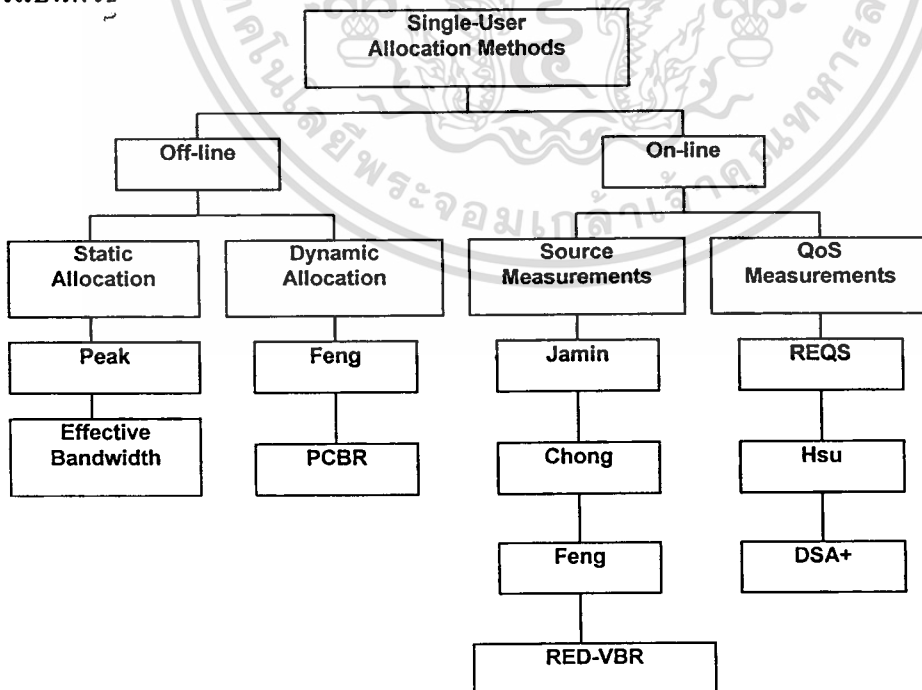 Single-User
Allocation Methods
Off-line
On-line
Static
Allocation
Dynamic
Allocation
Source
Measurements
QoS
Measurements
Peak
Feng
Jamin
REQS
Effective
Bandwidth
PCBR
Chong
Hsu
Feng
DSA+
RED-VBR